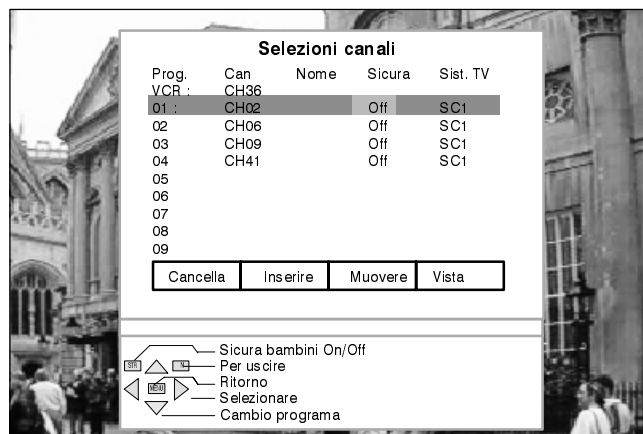 Selezioni canali
Prog. Can Nome Sicura Sist. TV
VCR : CH36
01 : CH02 Off SC1
02 CH06 Off SC1
03 CH09 Off SC1
04 CH41 Off SC1
05
06
07
08
09
Cancella Inserire Muovere Vista
Sicura bambini On/Off
STR N Per uscire
MENU Ritorno
Selezionare
Cambio programa